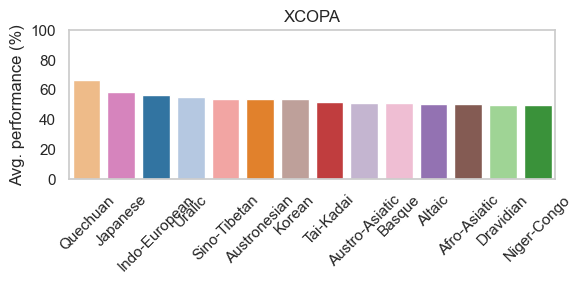 XCOPA
Avg. performance (%)
100
80
60
40
20
0
Quechuan
Japanese
Indo-European
Uralic
Sino-Tibetan
Austronesian
Korean
Tai-Kadai
Austro-Asiatic
Basque
Altaic
Afro-Asiatic
Dravidian
Niger-Congo